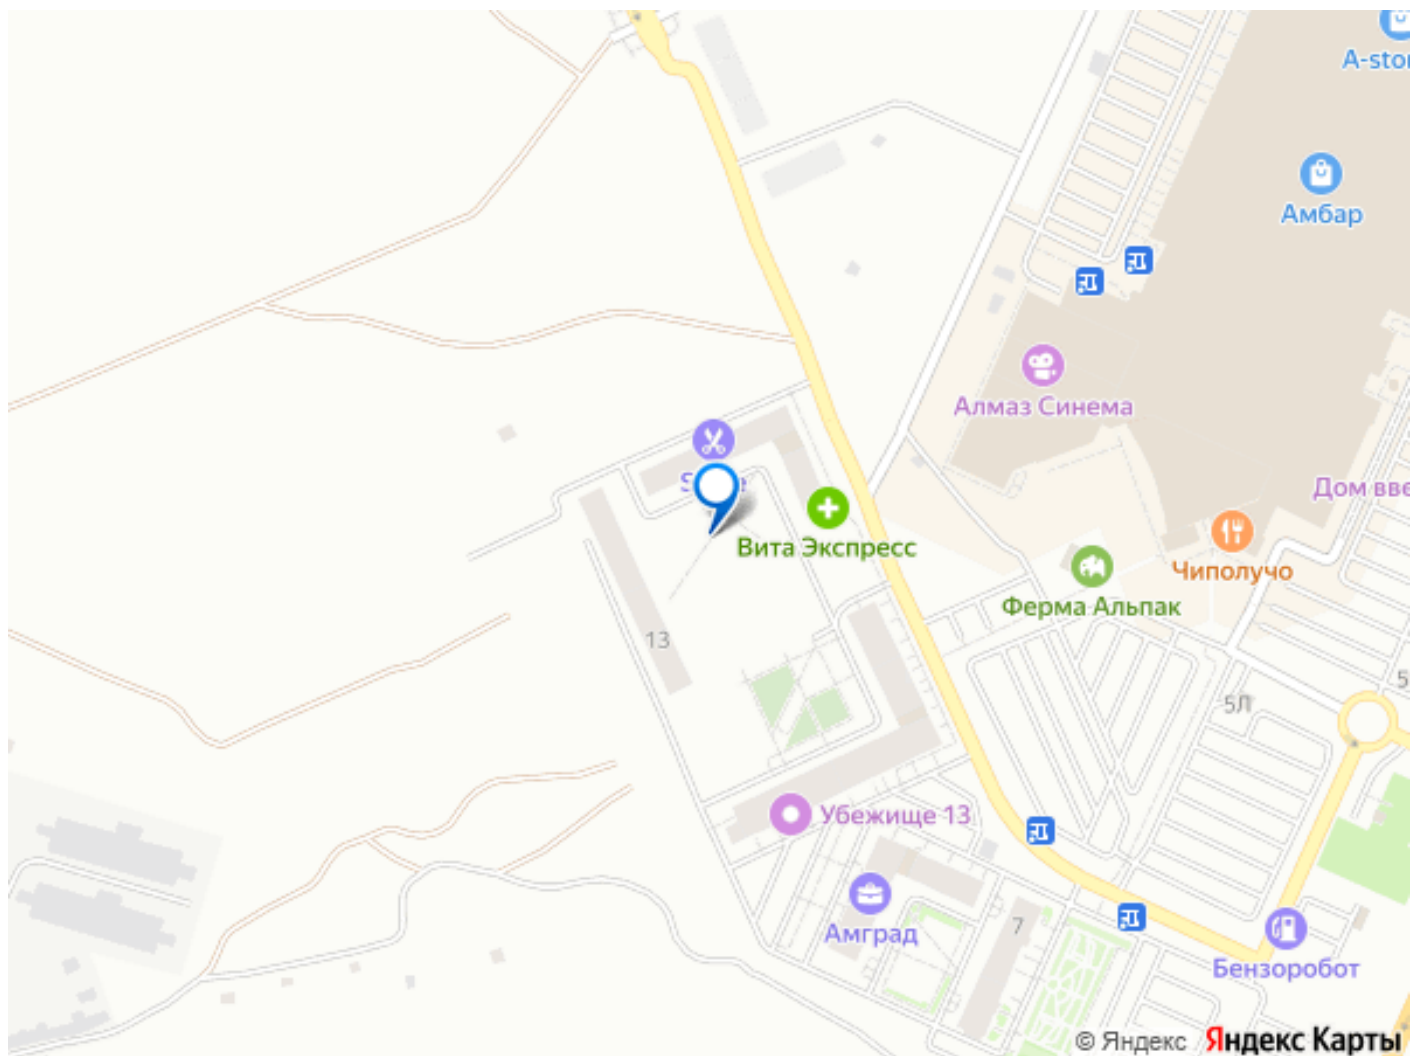 A-sto
Амбар
Алмаз Синема
Дом вве
Вита Экспресс
Чиполучо
Ферма Альпак
13
5
5Л
Убежище 13
7
Амград
Бензоробот
© Яндекс Яндекс Карты